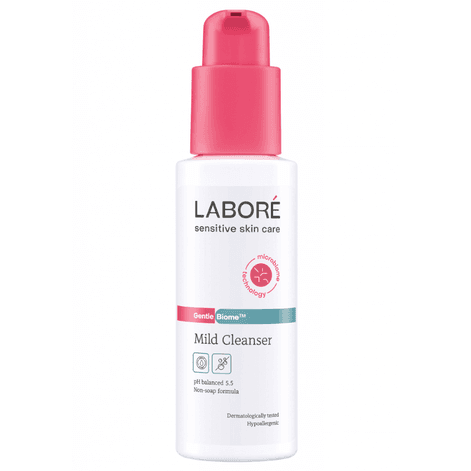 LABORÉ
sensitive skin care
microbiome
technology
Gentle Biome™
Mild Cleanser
pH balanced 5.5
Non-soap formula
Dermatologically tested
Hypoallergenic